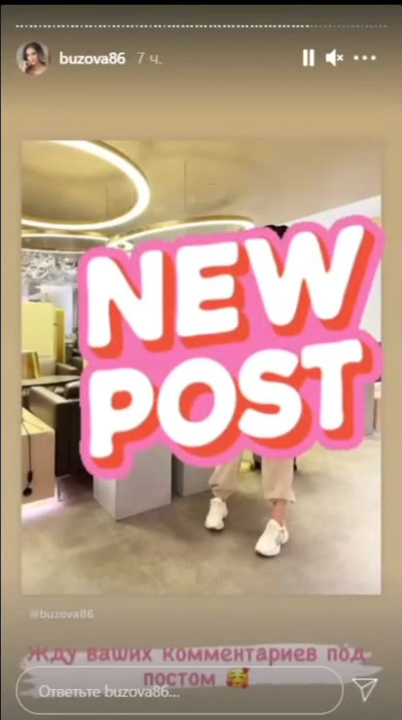 buzova86 7 ч.
NEW
POST
@buzova86
Жду ваших комментариев под
постом 🥰
Ответьте buzova86...